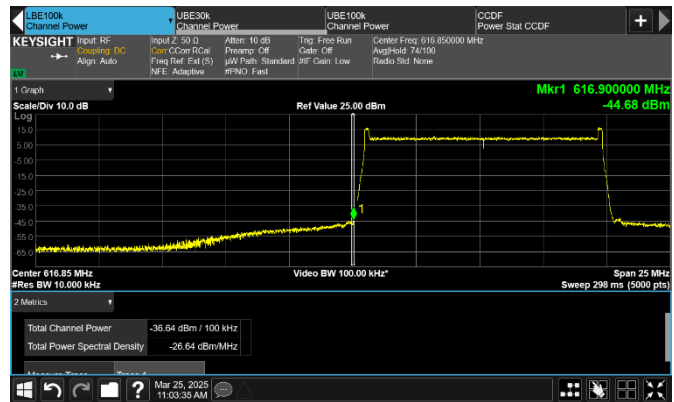 LBE100k
Channel Power
UBE30k
Channel Power
UBE100k
Channel Power
CCDF
Power Stat CCDF
+
KEYSIGHT
Input: RF
Coupling: DC
Align: Auto
Input Z: 50 Ω
Corr CCorr RCal
Freq Ref: Ext (S)
NFE: Adaptive
Atten: 10 dB
Preamp: Off
µW Path: Standard
#PNO: Fast
Trig: Free Run
Gate: Off
#IF Gain: Low
Center Freq: 616.850000 MHz
Avg|Hold: 74/100
Radio Std: None
LXI
1 Graph
Mkr1 616.900000 MHz
-44.68 dBm
Scale/Div 10.0 dB
Ref Value 25.00 dBm
Log
15.0
5.00
-5.00
-15.0
-25.0
-35.0
-45.0
-55.0
-65.0
1
Center 616.85 MHz
#Res BW 10.000 kHz
Video BW 100.00 kHz*
Span 25 MHz
Sweep 298 ms (5000 pts)
2 Metrics
Total Channel Power -36.64 dBm / 100 kHz
Total Power Spectral Density -26.64 dBm/MHz
Measure Trace Trace 1
?
Mar 25, 2025
11:03:35 AM